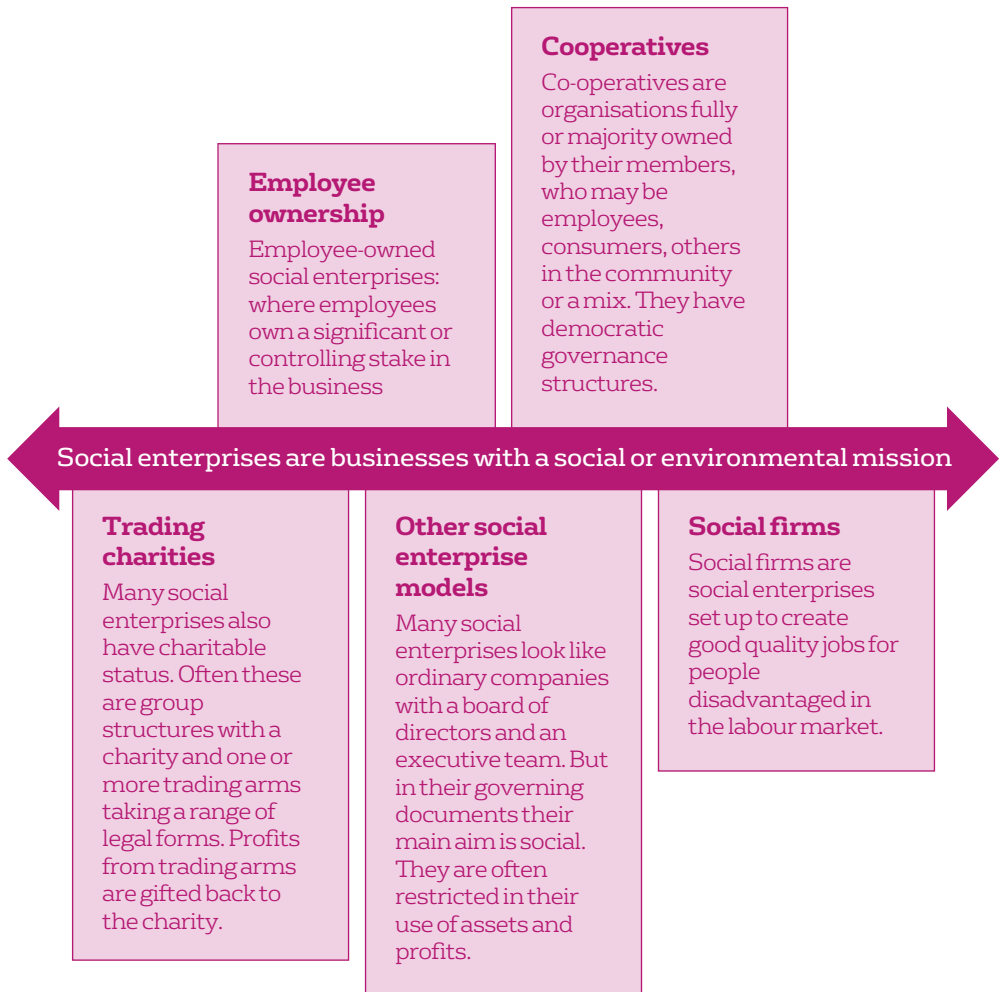 Cooperatives
Co-operatives are
organisations fully
or majority owned
by their members,
who may be
employees,
consumers, others
in the community
or a mix. They have
democratic
governance
structures.
Employee
ownership
Employee-owned
social enterprises:
where employees
own a significant or
controlling stake in
the business
Social enterprises are businesses with a social or environmental mission
Trading
charities
Many social
enterprises also
have charitable
status. Often these
are group
structures with a
charity and one or
more trading arms
taking a range of
legal forms. Profits
from trading arms
are gifted back to
the charity.
Other social
enterprise
models
Many social
enterprises look like
ordinary companies
with a board of
directors and an
executive team. But
in their governing
documents their
main aim is social.
They are often
restricted in their
use of assets and
profits.
Social firms
Social firms are
social enterprises
set up to create
good quality jobs for
people
disadvantaged in
the labour market.